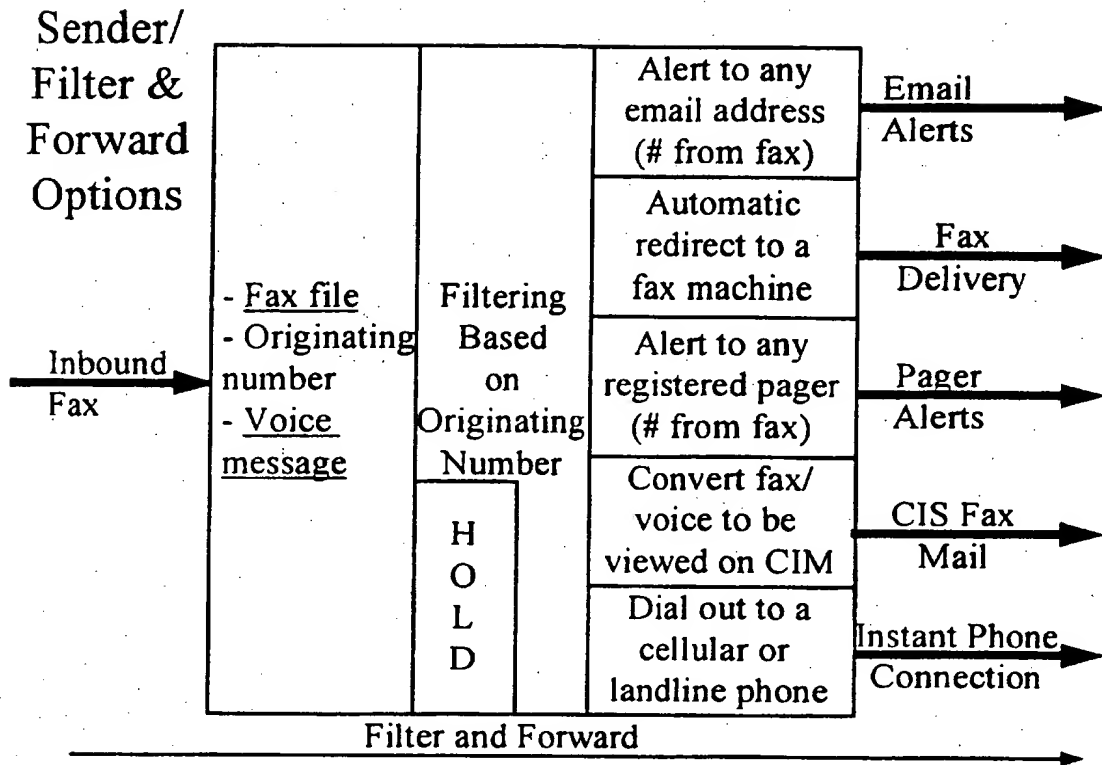 Sender/
Filter &
Forward
Options
Inbound
Fax
- Fax file
- Originating
number
- Voice
message
Filtering
Based
on
Originating
Number
H
O
L
D
Alert to any
email address
(# from fax)
Automatic
redirect to a
fax machine
Alert to any
registered pager
(# from fax)
Convert fax/
voice to be
viewed on CIM
Dial out to a
cellular or
landline phone
Email
Alerts
Fax
Delivery
Pager
Alerts
CIS Fax
Mail
Instant Phone
Connection
Filter and Forward